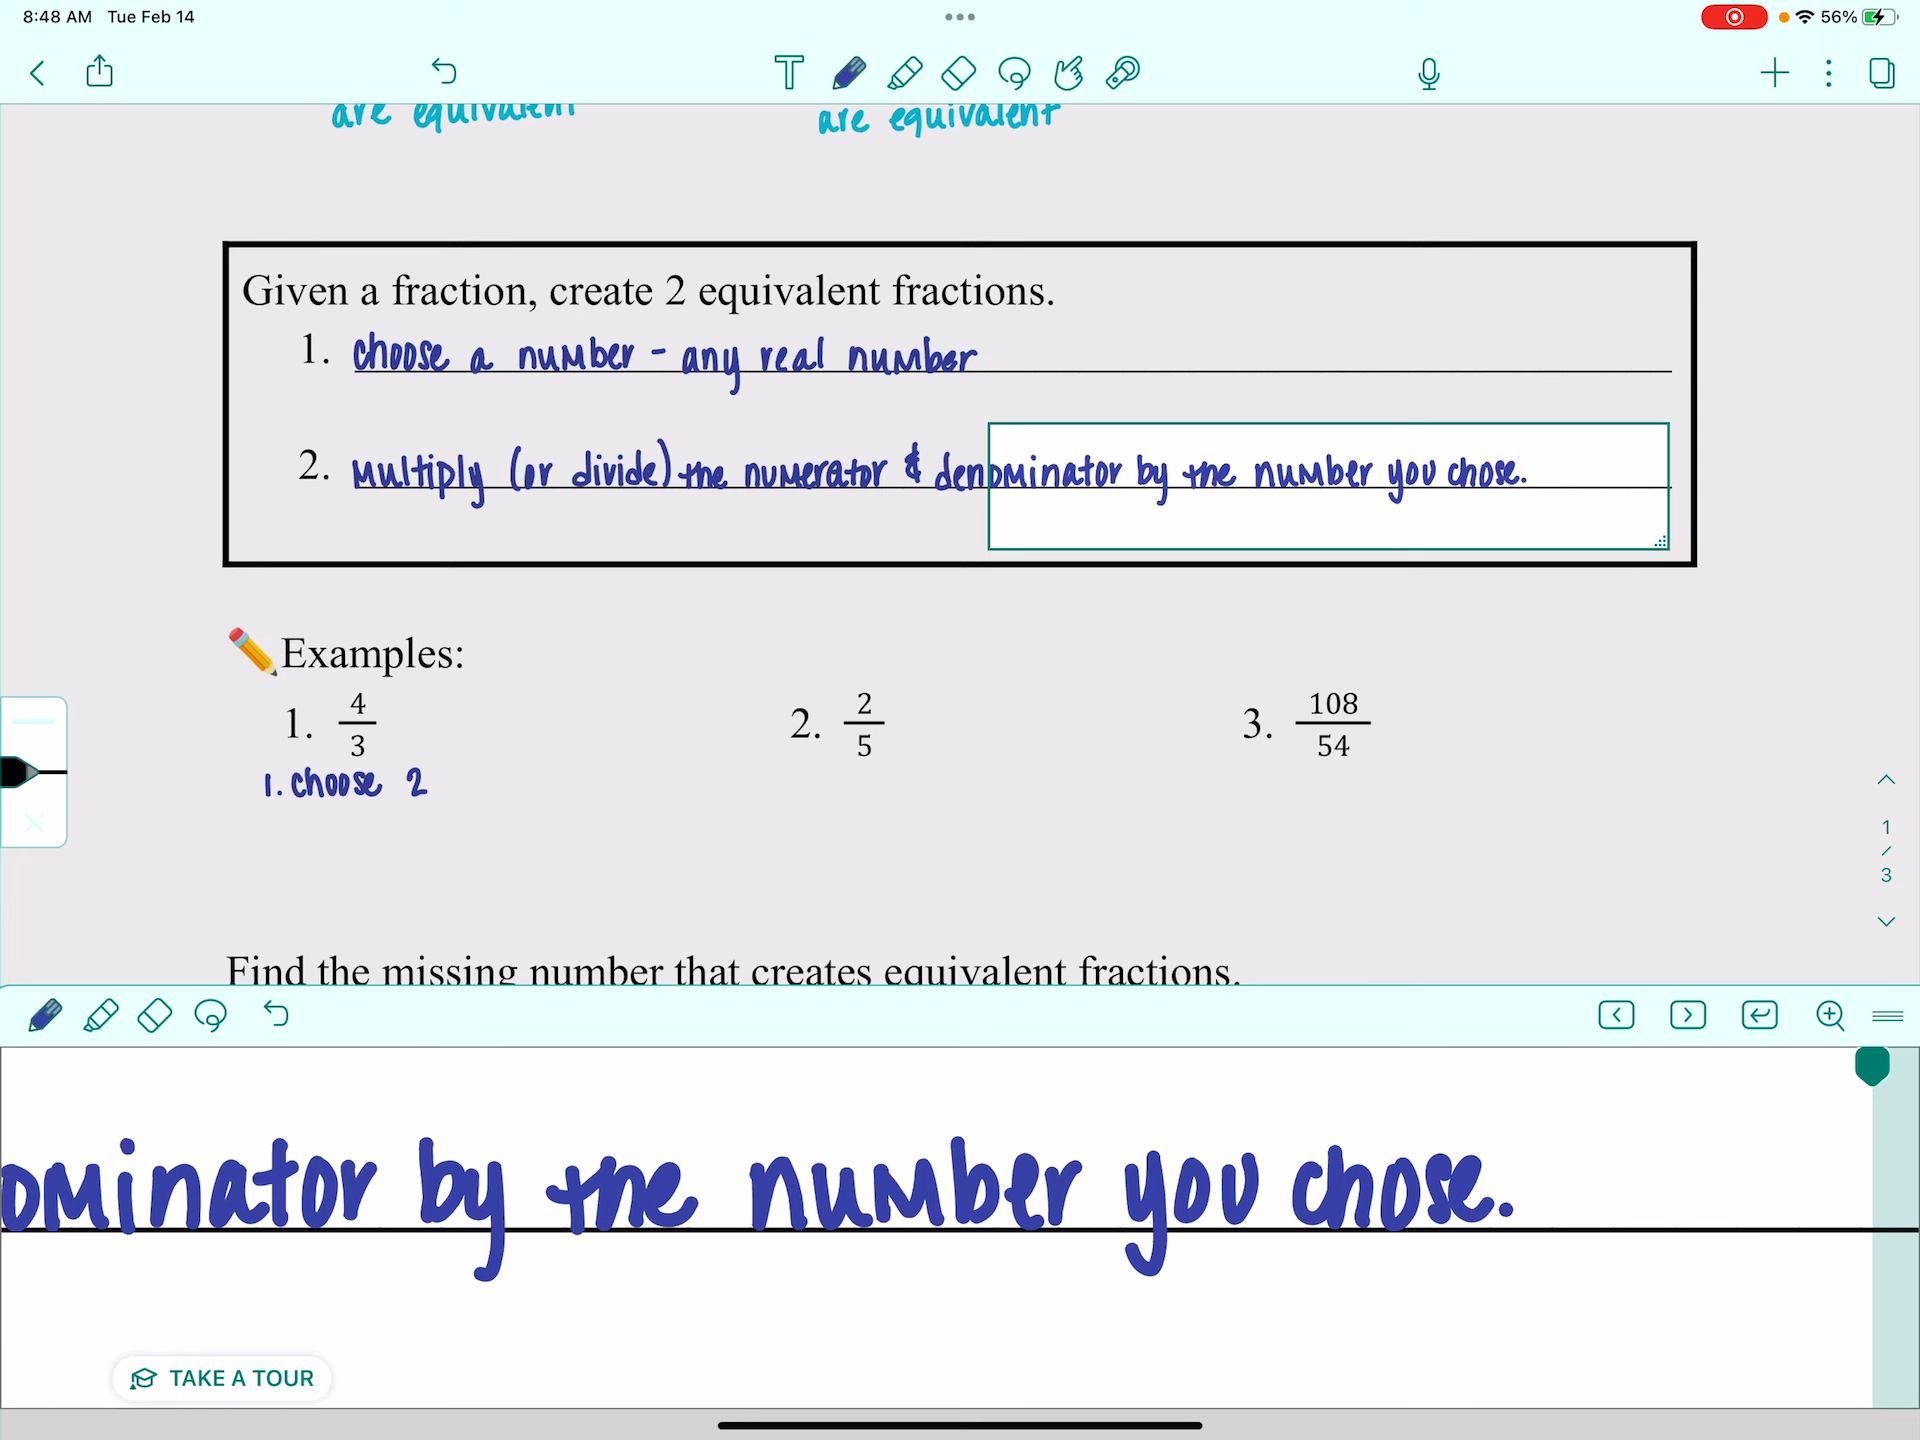 8:48 AM Tue Feb 14
56%
T
are equivalent are equivalent
Given a fraction, create 2 equivalent fractions.
1. choose a number - any real number
2. Multiply (or divide) the numerator & denominator by the number you chose.
Examples:
1. 4/3 2. 2/5 3. 108/54
1. choose 2
1
/
3
Find the missing number that creates equivalent fractions.
ominator by the number you chose.
TAKE A TOUR